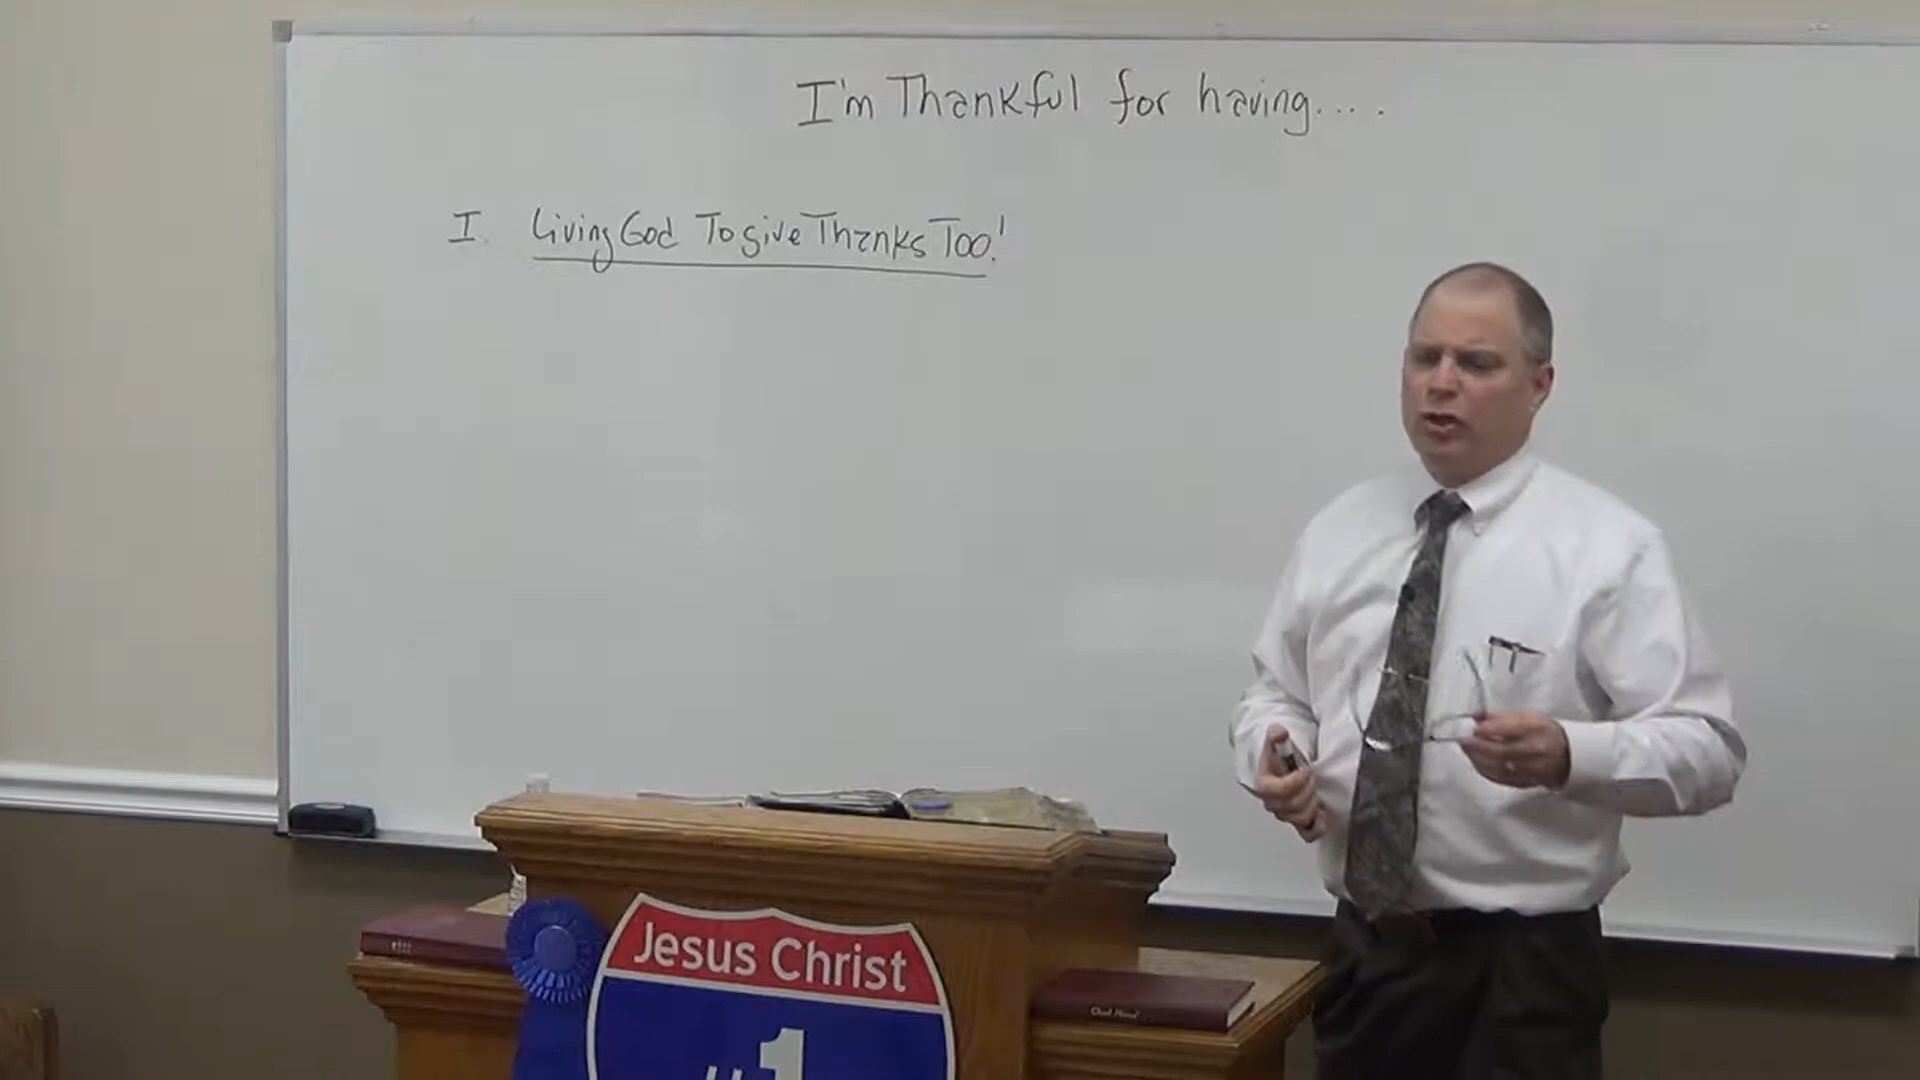 I'm Thankful for having....
I. Living God To give Thanks Too!
Jesus Christ
#1